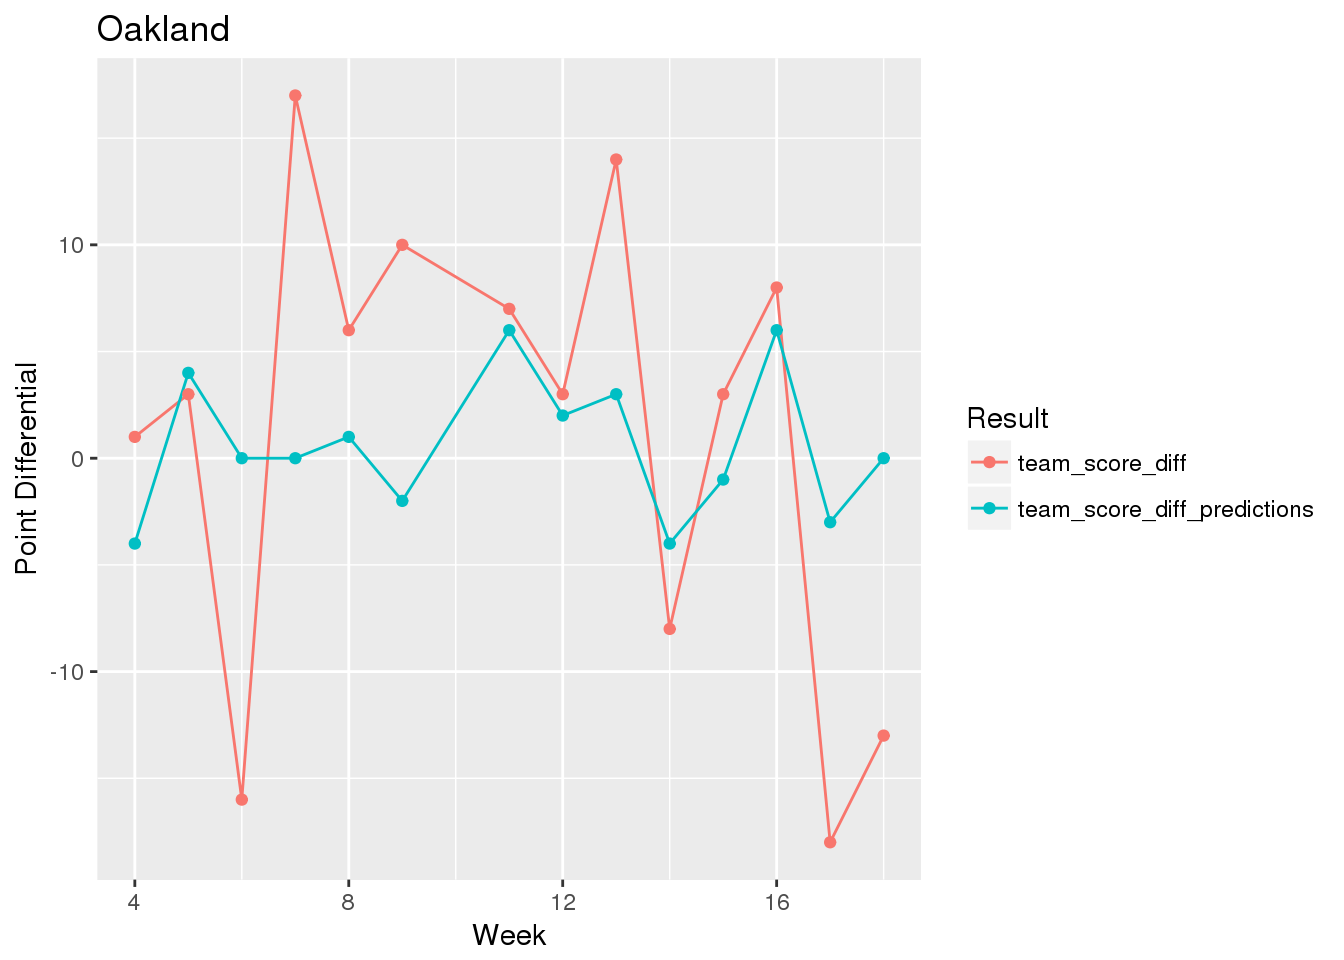 Oakland
Point Differential
10
0
-10
4
8
12
16
Week
Result
team_score_diff
team_score_diff_predictions